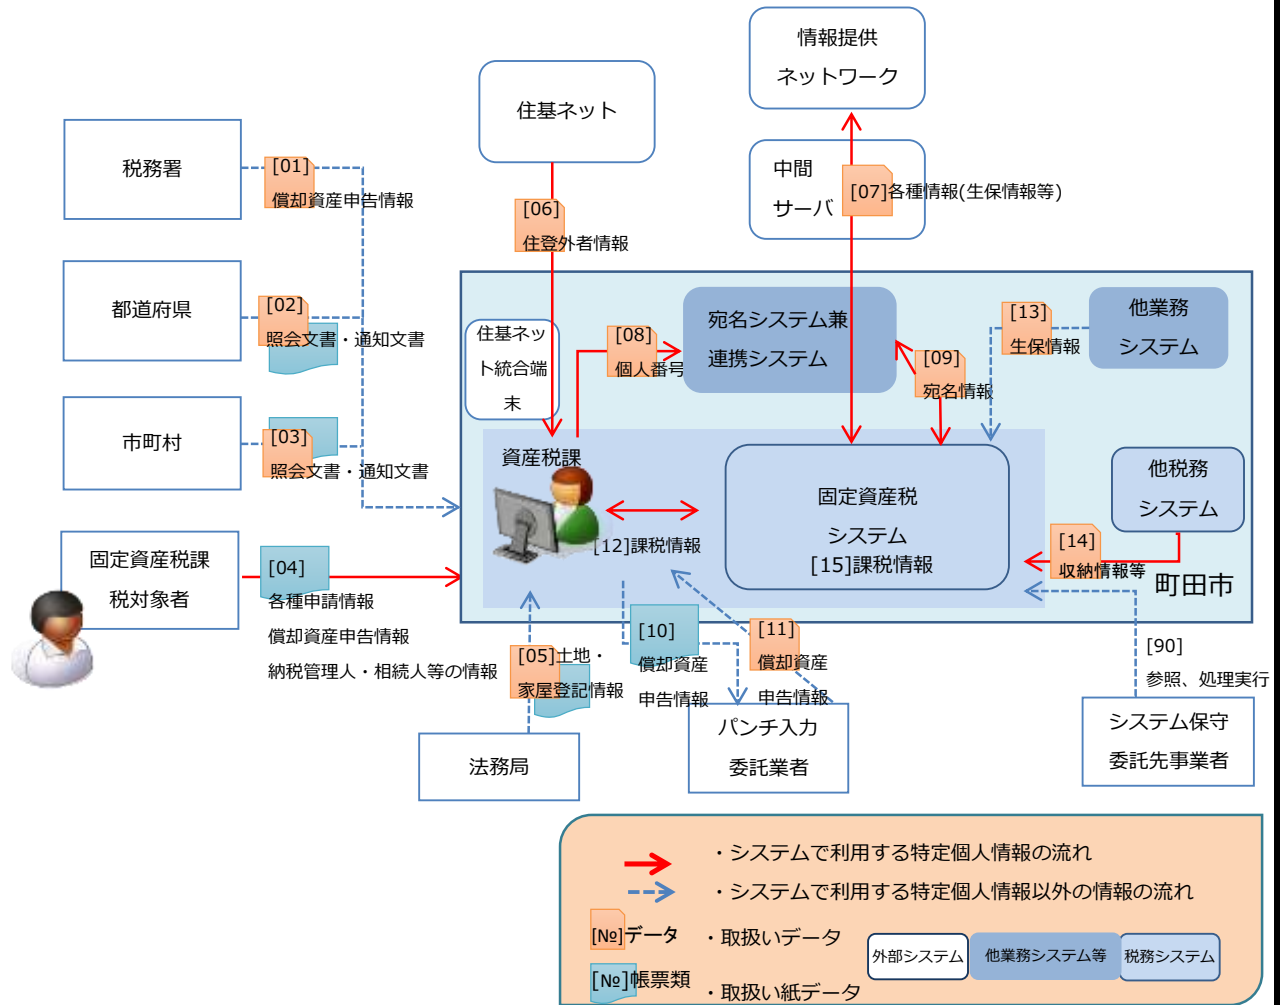 情報提供
ネットワーク
住基ネット
税務署
[01]
償却資産申告情報
中間
サーバ
[07]各種情報(生保情報等)
[06]
住登外者情報
都道府県
[02]
照会文書・通知文書
住基ネッ
ト統合端
末
[08]
個人番号
宛名システム兼
連携システム
[09]
宛名情報
[13]
生保情報
他業務
システム
市町村
[03]
照会文書・通知文書
資産税課
[12]課税情報
固定資産税
システム
[15]課税情報
他税務
システム
[14]
収納情報等
町田市
固定資産税課
税対象者
[04]
各種申請情報
償却資産申告情報
納税管理人・相続人等の情報
[05]土地・
家屋登記情報
[10]
償却資産
申告情報
[11]
償却資産
申告情報
[90]
参照、処理実行
法務局
パンチ入力
委託業者
システム保守
委託先事業者
・システムで利用する特定個人情報の流れ
・システムで利用する特定個人情報以外の情報の流れ
[№]データ
・取扱いデータ
[№]帳票類
・取扱い紙データ
外部システム
他業務システム等
税務システム